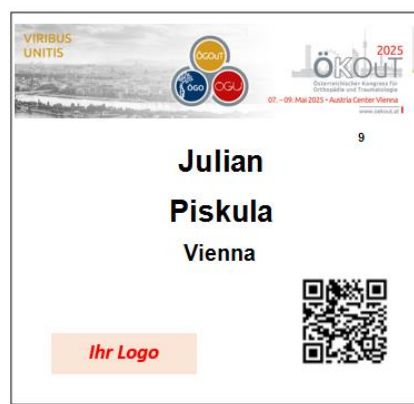 VIRIBUS
UNITIS
ÖGOuT
ÖGO
ÖGU
2025
ÖKOuT
Österreichischer Kongress für
Orthopädie und Traumatologie
07. - 09. Mai 2025 • Austria Center Vienna
www.oekout.at
9
Julian
Piskula
Vienna
Ihr Logo